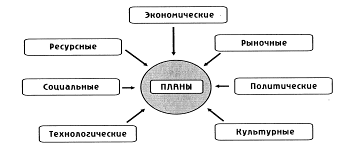 Экономические
Ресурсные
Рыночные
Социальные
ПЛАНЫ
Политические
Технологические
Культурные